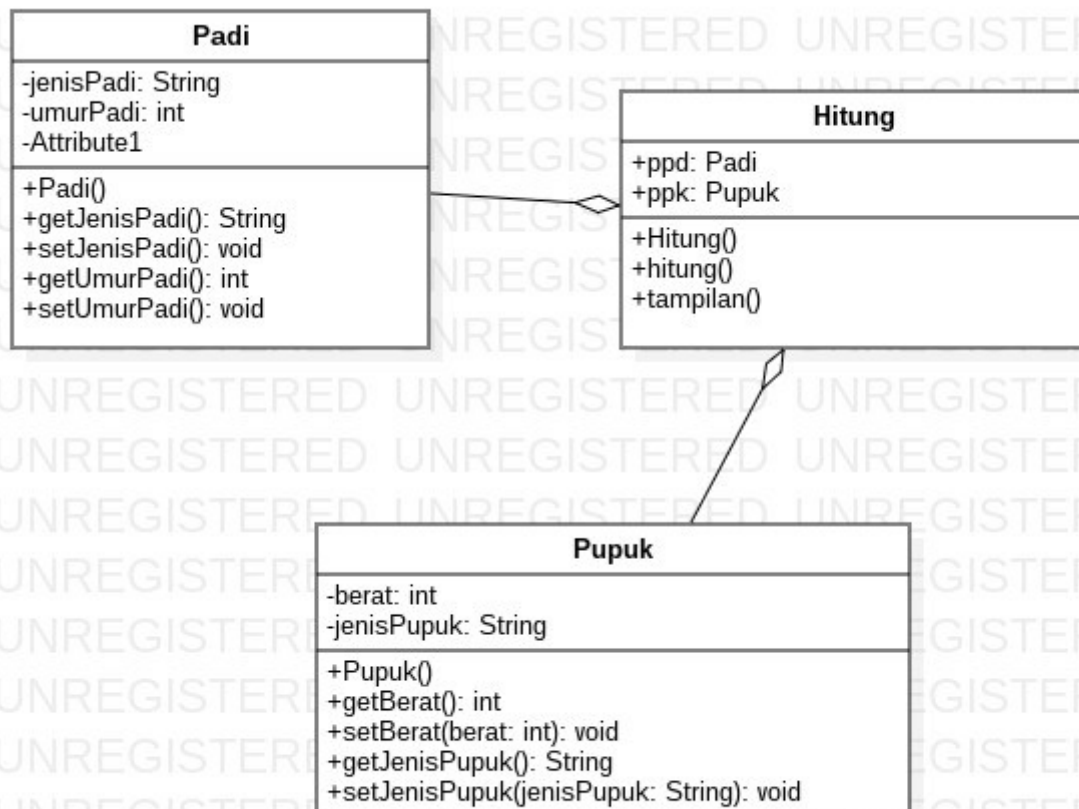 Padi
-jenisPadi: String
-umurPadi: int
-Attribute1
+Padi()
+getJenisPadi(): String
+setJenisPadi(): void
+getUmurPadi(): int
+setUmurPadi(): void
Hitung
+ppd: Padi
+ppk: Pupuk
+Hitung()
+hitung()
+tampilan()
Pupuk
-berat: int
-jenisPupuk: String
+Pupuk()
+getBerat(): int
+setBerat(berat: int): void
+getJenisPupuk(): String
+setJenisPupuk(jenisPupuk: String): void
UNREGISTERED UNREGISTERED